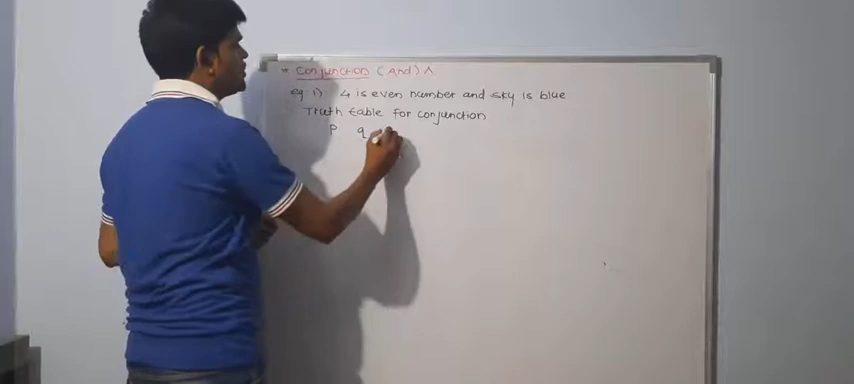 * Conjunction (And) ∧
eg 1) 4 is even number and sky is blue
Truth table for conjunction
P q